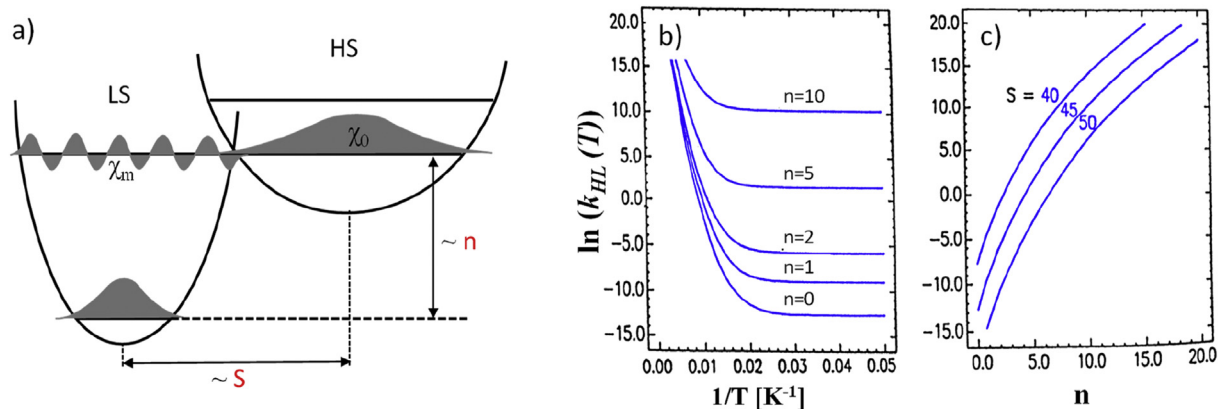 a)
HS
LS
χ0
χm
~ n
~ S
b)
20.0
15.0
10.0
5.0
0.0
−5.0
−10.0
−15.0
ln (kHL (T))
n=10
n=5
n=2
n=1
n=0
0.00 0.01 0.02 0.03 0.04 0.05
1/T [K-1]
c)
20.0
15.0
10.0
5.0
0.0
−5.0
−10.0
−15.0
S = 40
45
50
0.0 5.0 10.0 15.0 20.0
n